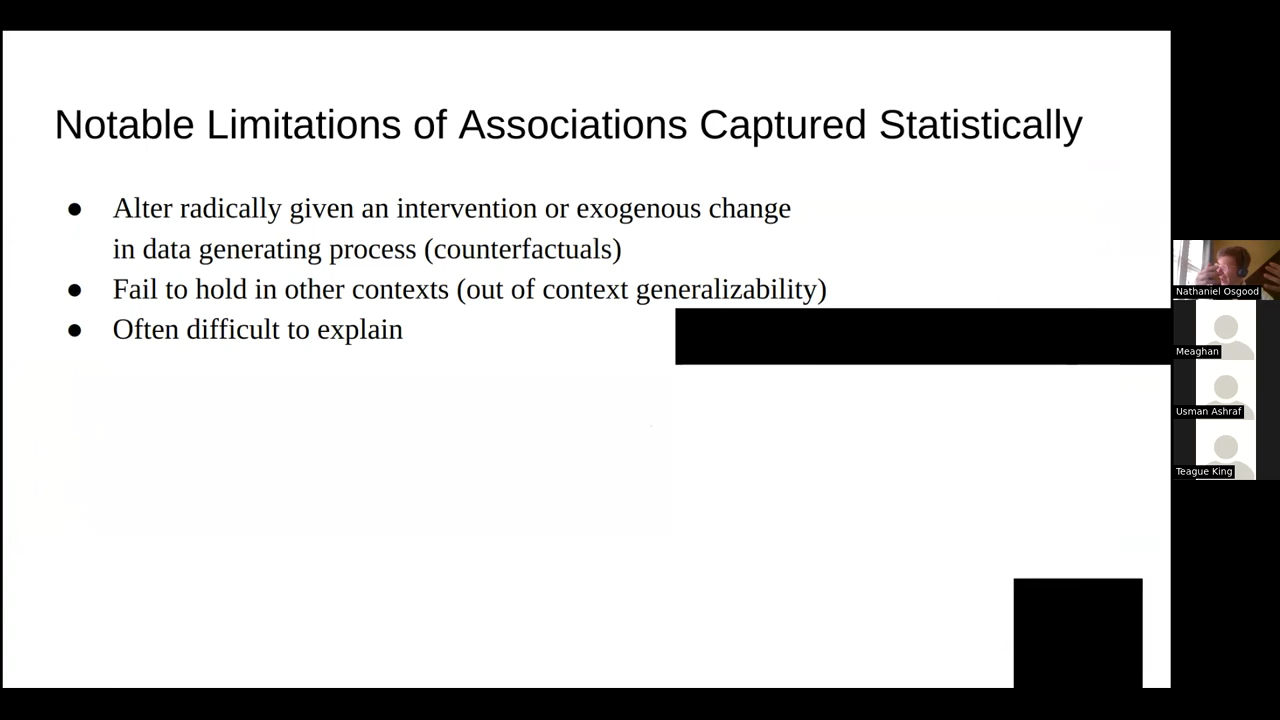 Notable Limitations of Associations Captured Statistically
● Alter radically given an intervention or exogenous change
in data generating process (counterfactuals)
● Fail to hold in other contexts (out of context generalizability)
● Often difficult to explain
Nathaniel Osgood
Meaghan
Usman Ashraf
Teague King